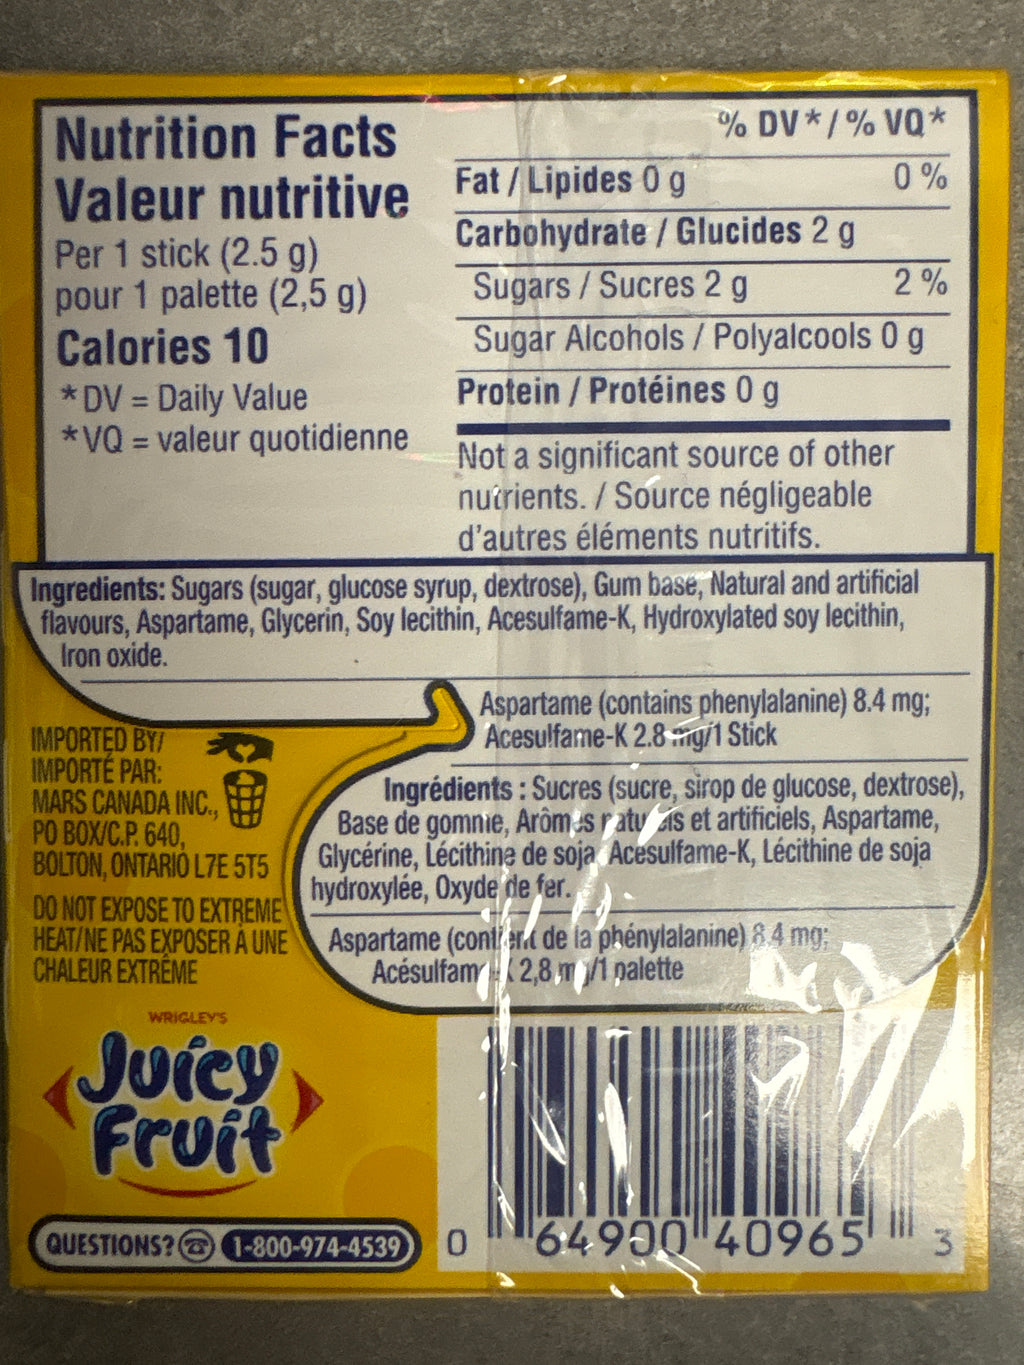 Nutrition Facts
Valeur nutritive
Per 1 stick (2.5 g)
pour 1 palette (2,5 g)
Calories 10
*DV = Daily Value
*VQ = valeur quotidienne
% DV*/% VQ*
Fat / Lipides 0 g 0 %
Carbohydrate / Glucides 2 g
Sugars / Sucres 2 g 2 %
Sugar Alcohols / Polyalcools 0 g
Protein / Protéines 0 g
Not a significant source of other
nutrients. / Source négligeable
d'autres éléments nutritifs.
Ingredients: Sugars (sugar, glucose syrup, dextrose), Gum base, Natural and artificial
flavours, Aspartame, Glycerin, Soy lecithin, Acesulfame-K, Hydroxylated soy lecithin,
Iron oxide.
Aspartame (contains phenylalanine) 8.4 mg;
Acesulfame-K 2.8 mg/1 Stick
Ingrédients : Sucres (sucre, sirop de glucose, dextrose),
Base de gomme, Arômes naturels et artificiels, Aspartame,
Glycérine, Lécithine de soja, Acesulfame-K, Lécithine de soja
hydroxylée, Oxyde de fer.
Aspartame (contient de la phénylalanine) 8,4 mg;
Acésulfame-K 2,8 mg/1 palette
IMPORTED BY/
IMPORTÉ PAR:
MARS CANADA INC.,
PO BOX/C.P. 640,
BOLTON, ONTARIO L7E 5T5
DO NOT EXPOSE TO EXTREME
HEAT/NE PAS EXPOSER À UNE
CHALEUR EXTRÊME
WRIGLEY'S
Juicy
Fruit
QUESTIONS? 1-800-974-4539
0 64900 40965 3